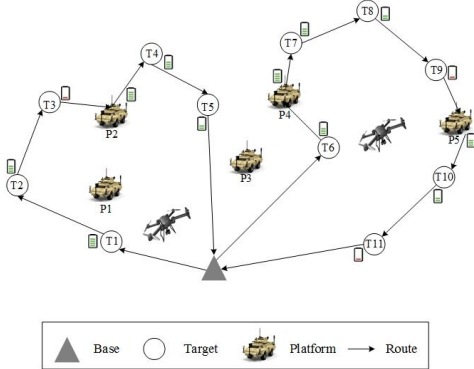 T8
T7
T4
T9
T3
T5
P4
P2
P5
T6
P3
T10
T2
P1
T1
T11
Base
Target
Platform
Route